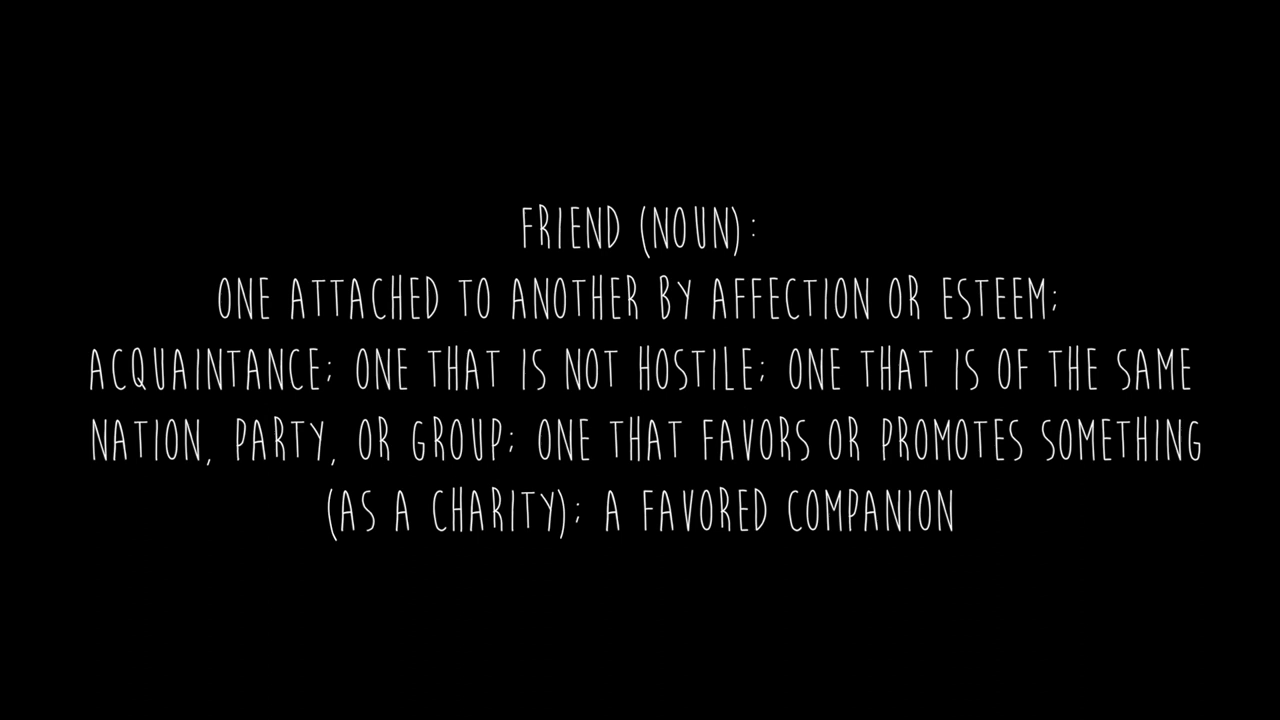 FRIEND (NOUN):
ONE ATTACHED TO ANOTHER BY AFFECTION OR ESTEEM;
ACQUAINTANCE; ONE THAT IS NOT HOSTILE; ONE THAT IS OF THE SAME
NATION, PARTY, OR GROUP; ONE THAT FAVORS OR PROMOTES SOMETHING
(AS A CHARITY); A FAVORED COMPANION